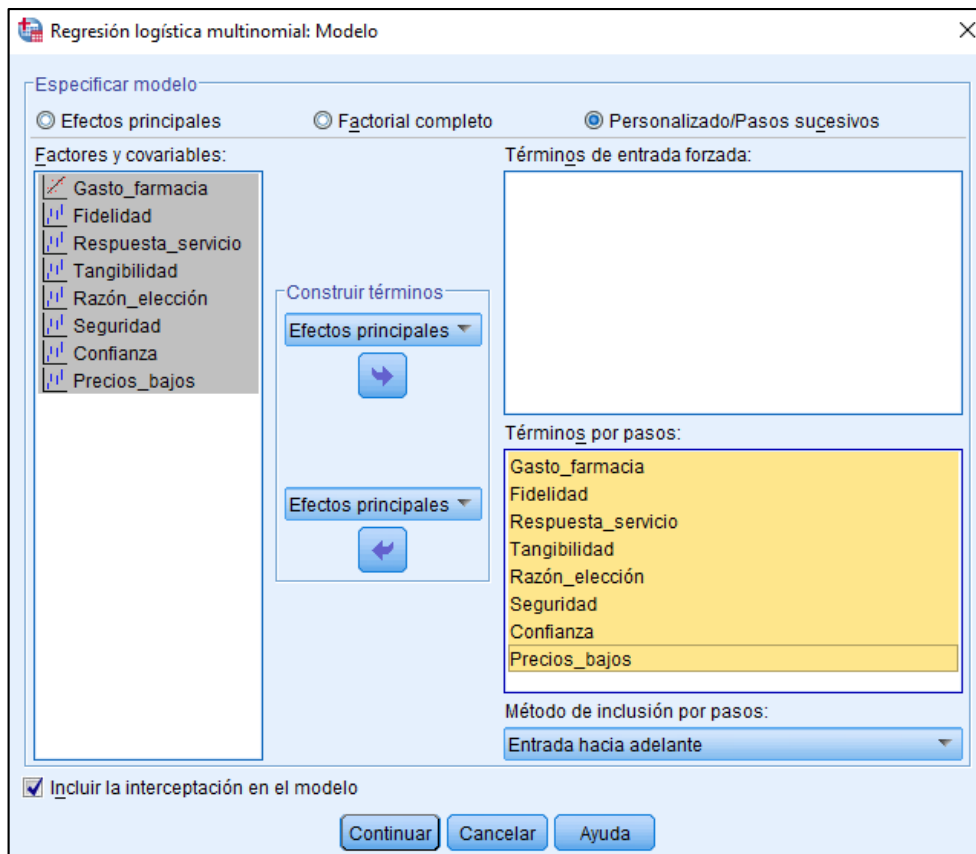 Regresión logística multinomial: Modelo
Especificar modelo
Efectos principales
Factorial completo
Personalizado/Pasos sucesivos
Factores y covariables:
Gasto_farmacia
Fidelidad
Respuesta_servicio
Tangibilidad
Razón_elección
Seguridad
Confianza
Precios_bajos
Construir términos
Efectos principales
Efectos principales
Términos de entrada forzada:
Términos por pasos:
Gasto_farmacia
Fidelidad
Respuesta_servicio
Tangibilidad
Razón_elección
Seguridad
Confianza
Precios_bajos
Método de inclusión por pasos:
Entrada hacia adelante
Incluir la interceptación en el modelo
Continuar
Cancelar
Ayuda